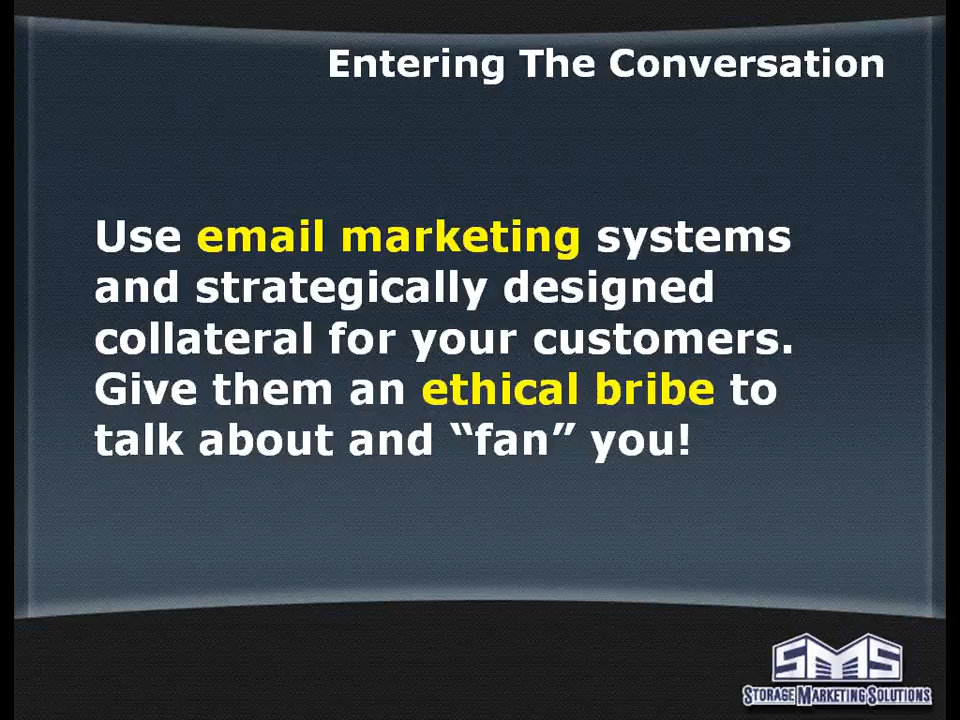 Entering The Conversation
Use email marketing systems
and strategically designed
collateral for your customers.
Give them an ethical bribe to
talk about and “fan” you!
SMS
STORAGE MARKETING SOLUTIONS